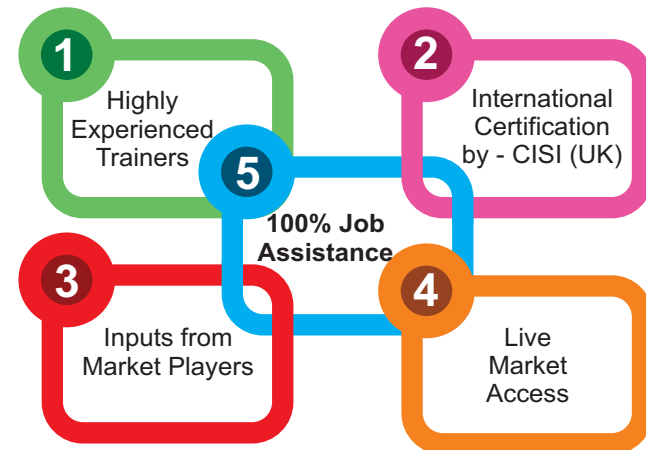 1
Highly
Experienced
Trainers
2
International
Certification
by - CISI (UK)
5
100% Job
Assistance
3
Inputs from
Market Players
4
Live
Market
Access